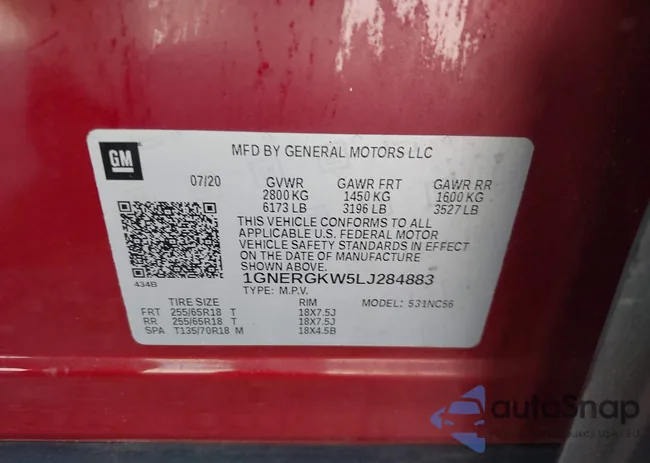 GM
MFD BY GENERAL MOTORS LLC
07/20 GVWR GAWR FRT GAWR RR
2800 KG 1450 KG 1600 KG
6173 LB 3196 LB 3527 LB
THIS VEHICLE CONFORMS TO ALL
APPLICABLE U.S. FEDERAL MOTOR
VEHICLE SAFETY STANDARDS IN EFFECT
ON THE DATE OF MANUFACTURE
434B
1GNERGKW5LJ284883
TYPE: M.P.V. MODEL: 531NC56
TIRE SIZE RIM
FRT 255/65R18 T 18X7.5J
RR 255/65R18 T 18X7.5J
SPA T135/70R18 M 18X4.5B
autoSnap